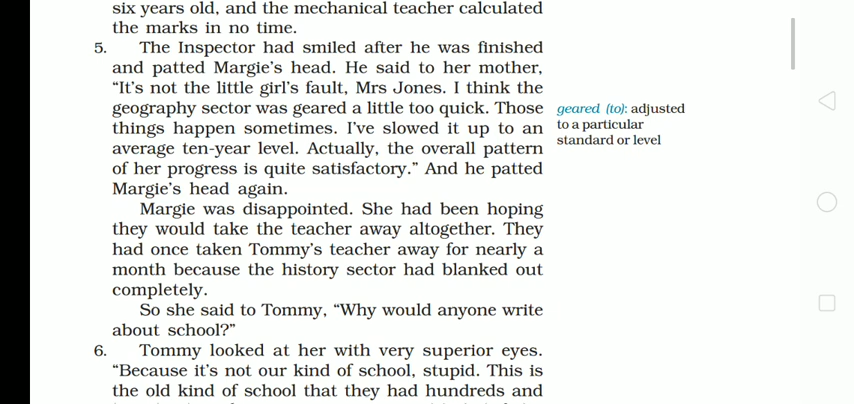 six years old, and the mechanical teacher calculated
the marks in no time.
5. The Inspector had smiled after he was finished
and patted Margie's head. He said to her mother,
“It's not the little girl's fault, Mrs Jones. I think the
geography sector was geared a little too quick. Those
things happen sometimes. I've slowed it up to an
average ten-year level. Actually, the overall pattern
of her progress is quite satisfactory.” And he patted
Margie's head again.
Margie was disappointed. She had been hoping
they would take the teacher away altogether. They
had once taken Tommy's teacher away for nearly a
month because the history sector had blanked out
completely.
So she said to Tommy, “Why would anyone write
about school?”
6. Tommy looked at her with very superior eyes.
“Because it's not our kind of school, stupid. This is
the old kind of school that they had hundreds and
geared (to): adjusted
to a particular
standard or level